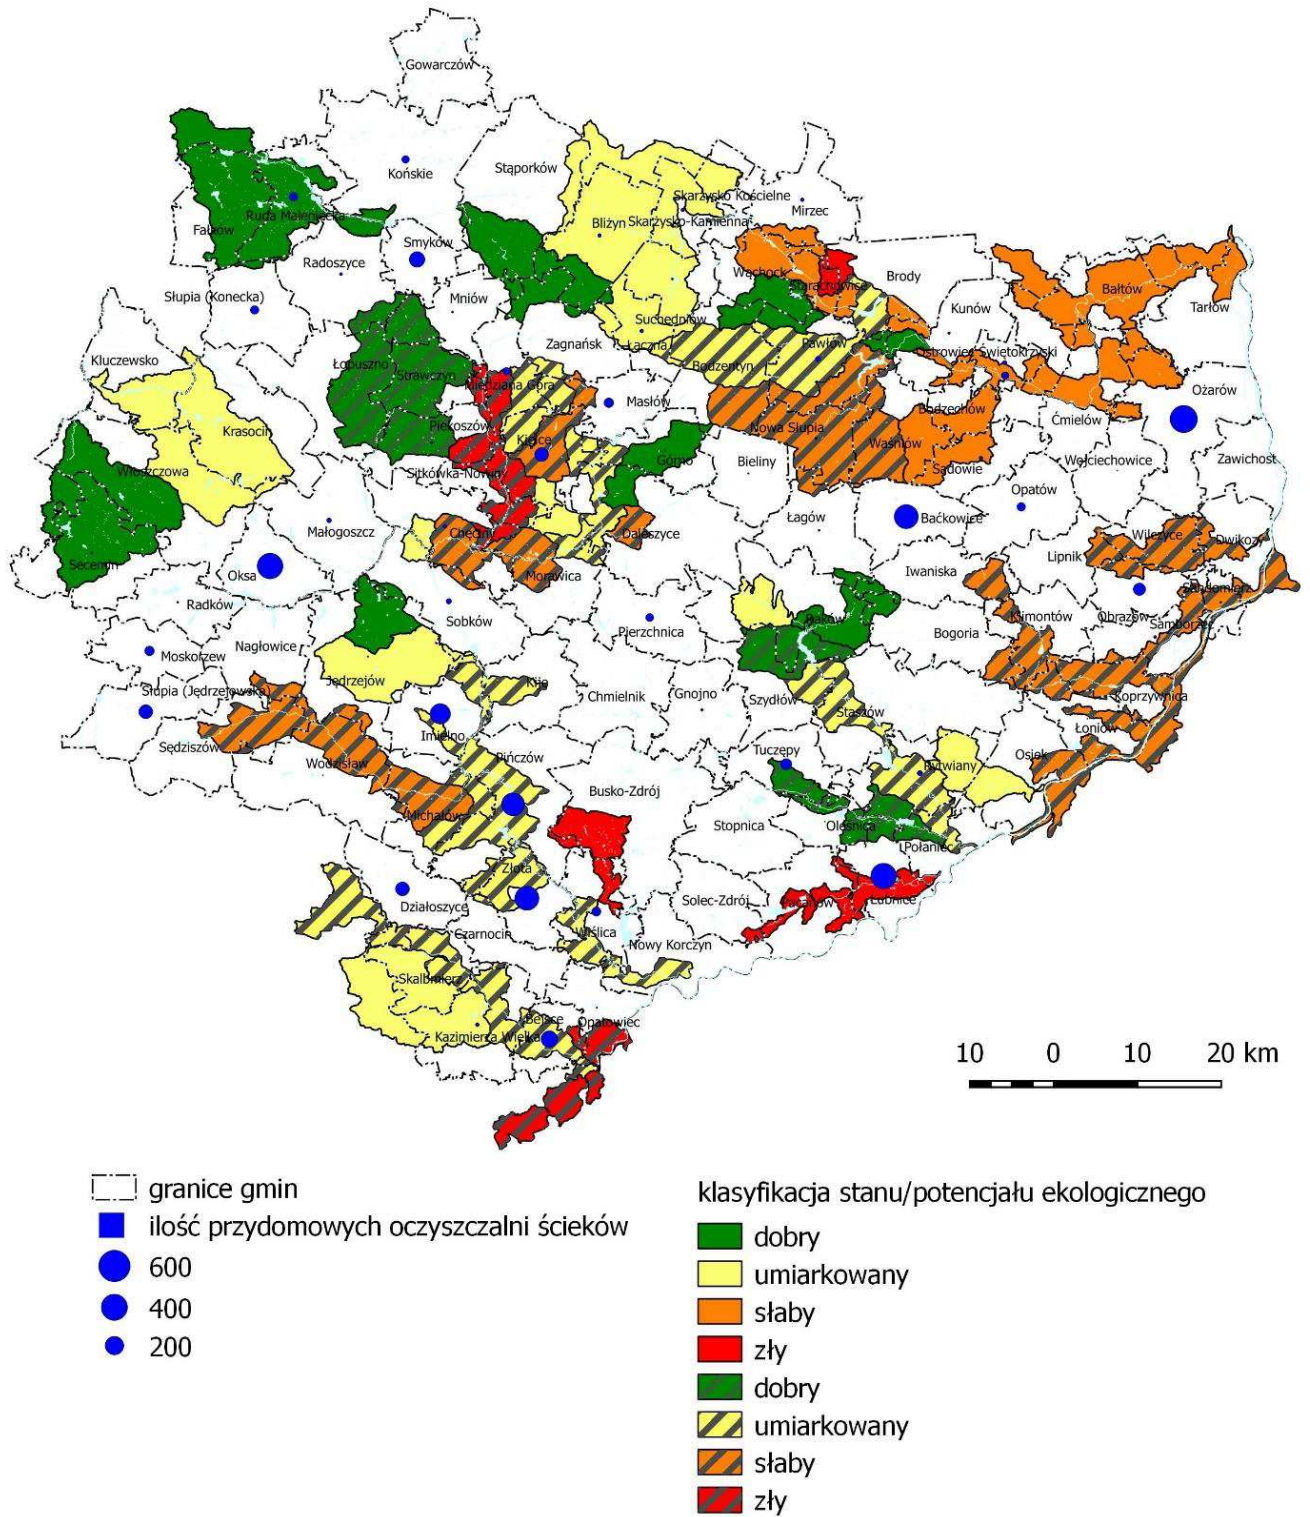 Gowarczów
Końskie
Stąporków
Skarżysko Kościelne
Mirzec
Ruda Maleniecka
Fałków
Bliżyn
Skarżysko-Kamienna
Smyków
Radoszyce
Wąchock
Starachowice
Brody
Słupia (Konecka)
Mniów
Suchedniów
Kunów
Bałtów
Tarłów
Kluczewsko
Zagnańsk
Łączna
Pawłów
Ostrowiec Świętokrzyski
Łopuszno
Strawczyn
Miedziana Góra
Bodzentyn
Masłów
Ożarów
Krasocin
Piekoszów
Nowa Słupia
Bodzechów
Ćmielów
Kielce
Waśniów
Włoszczowa
Sitkówka-Nowiny
Górno
Bieliny
Sadowie
Wojciechowice
Zawichost
Opatów
Małogoszcz
Chęciny
Daleszyce
Łagów
Baćkowice
Wilczyce
Dwikozy
Secemin
Oksa
Morawica
Iwaniska
Lipnik
Sandomierz
Radków
Sobków
Pierzchnica
Raków
Klimontów
Obrazów
Samborzec
Nagłowice
Bogoria
Moskorzew
Jędrzejów
Kije
Chmielnik
Gnojno
Szydłów
Staszów
Koprzywnica
Słupia (Jędrzejowska)
Imielno
Łoniów
Sędziszów
Wodzisław
Pińczów
Tuczępy
Rytwiany
Osiek
Busko-Zdrój
Michałów
Stopnica
Oleśnica
Połaniec
Złota
Działoszyce
Solec-Zdrój
Pacanów
Łubnice
Czarnocin
Wiślica
Nowy Korczyn
Skalbmierz
Bejsce
Opatowiec
Kazimierza Wielka
10 0 10 20 km
granice gmin
ilość przydomowych oczyszczalni ścieków
600
400
200
klasyfikacja stanu/potencjału ekologicznego
dobry
umiarkowany
słaby
zły
dobry
umiarkowany
słaby
zły